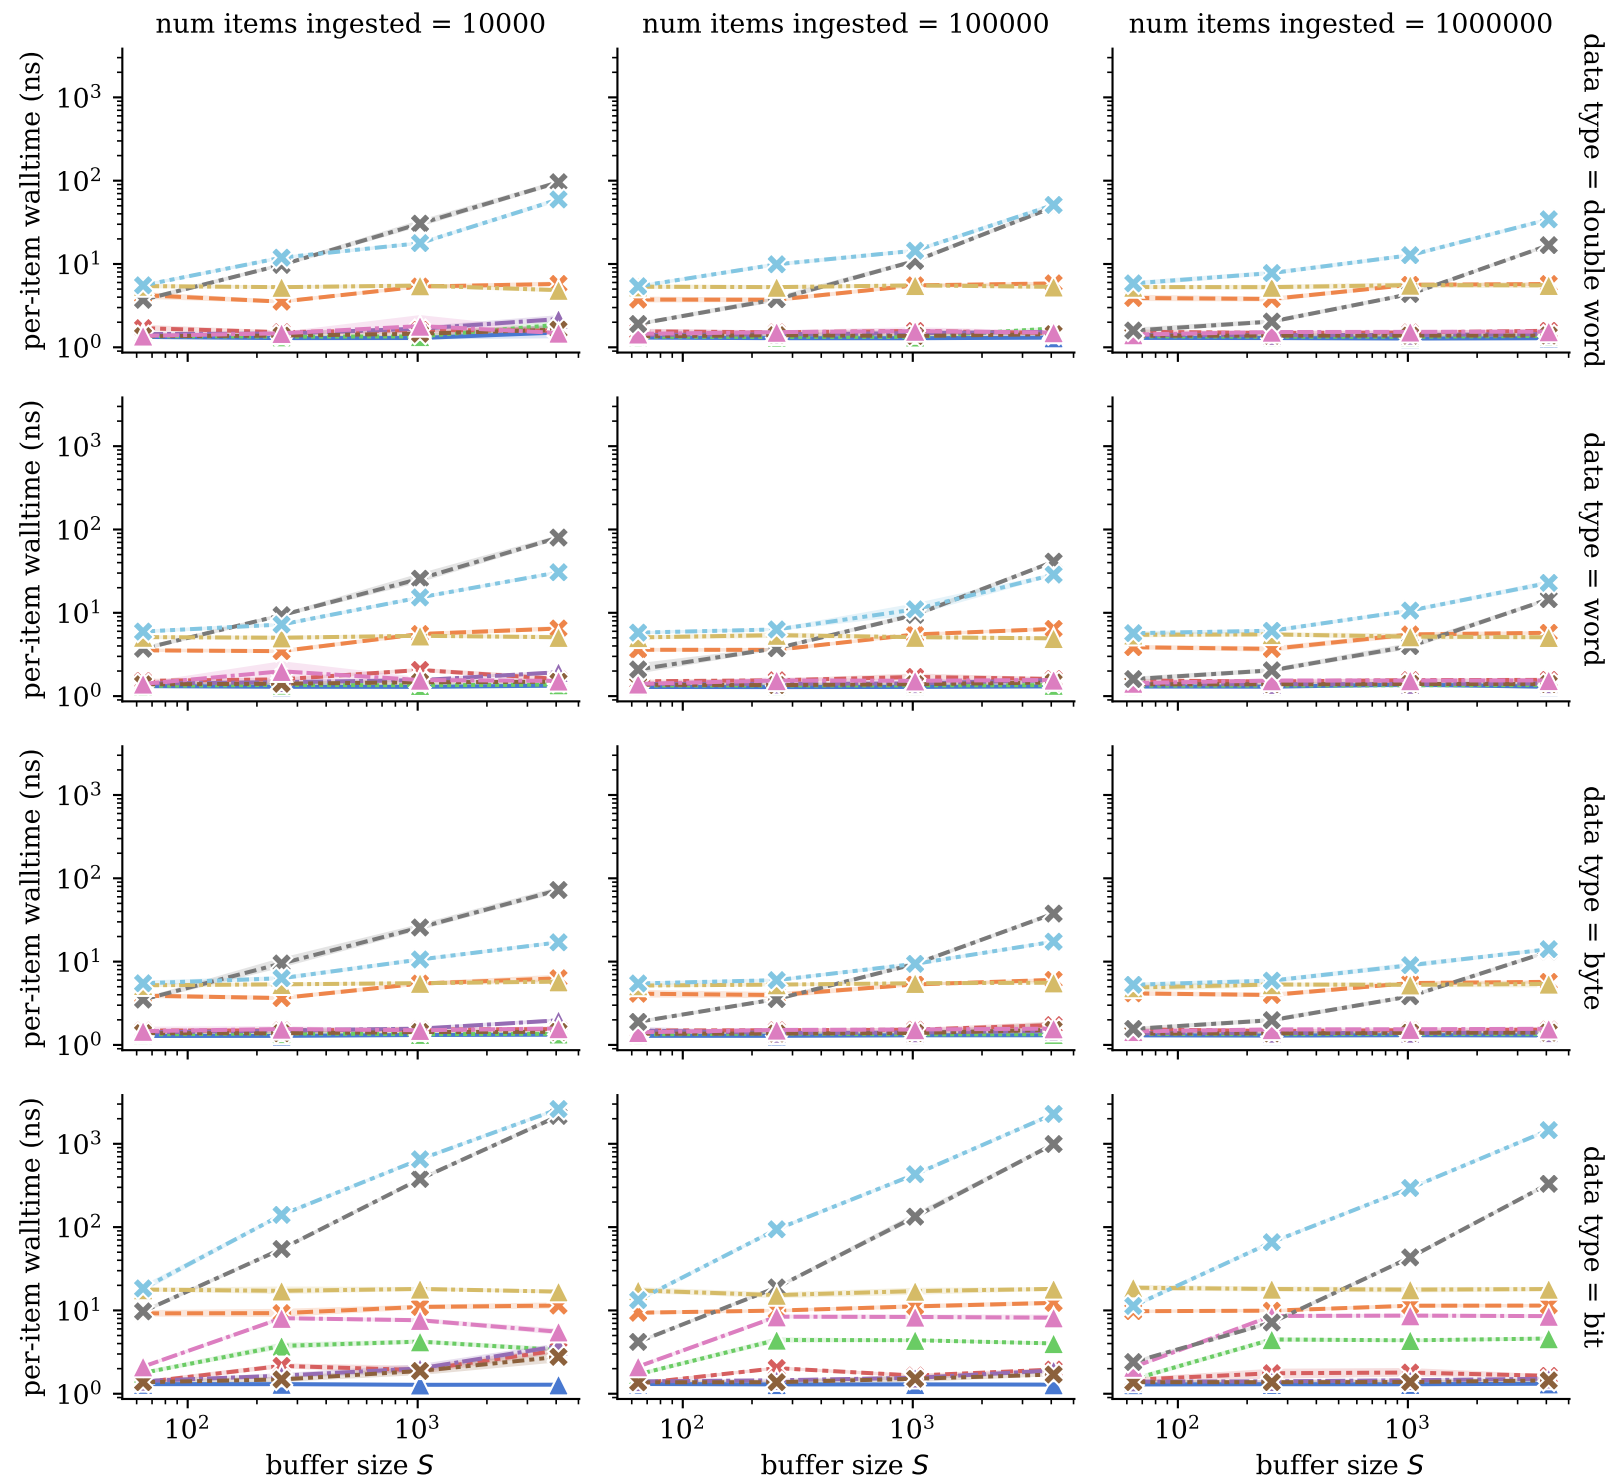 num items ingested = 10000
num items ingested = 100000
num items ingested = 1000000
per-item walltime (ns)
10³
10²
10¹
10⁰
data type = double word
per-item walltime (ns)
10³
10²
10¹
10⁰
data type = word
per-item walltime (ns)
10³
10²
10¹
10⁰
data type = byte
per-item walltime (ns)
10³
10²
10¹
10⁰
data type = bit
10² 10³
10² 10³
10² 10³
buffer size S
buffer size S
buffer size S